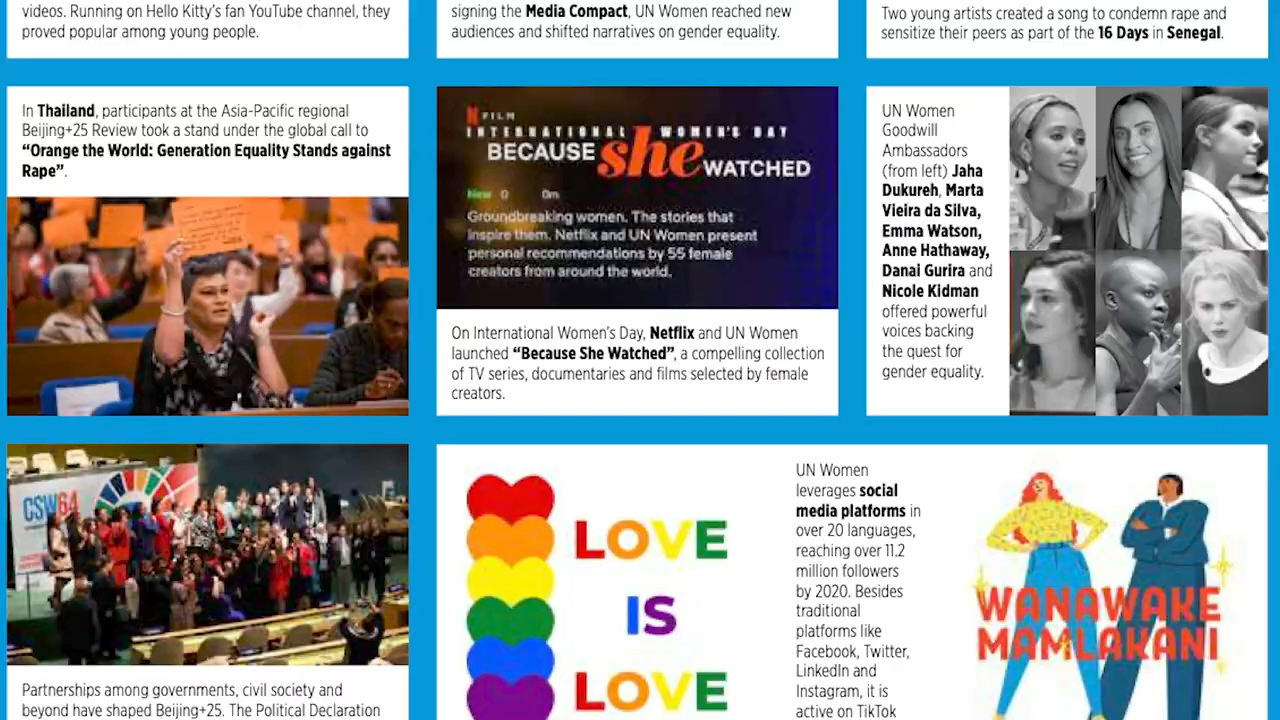 videos. Running on Hello Kitty's fan YouTube channel, they
proved popular among young people.
signing the Media Compact, UN Women reached new
audiences and shifted narratives on gender equality.
Two young artists created a song to condemn rape and
sensitize their peers as part of the 16 Days in Senegal.
In Thailand, participants at the Asia-Pacific regional
Beijing+25 Review took a stand under the global call to
“Orange the World: Generation Equality Stands against
Rape”.
N FILM
INTERNATIONAL WOMEN'S DAY
BECAUSE she WATCHED
New 0 0m
Groundbreaking women. The stories that
inspire them. Netflix and UN Women present
personal recommendations by 55 female
creators from around the world.
On International Women's Day, Netflix and UN Women
launched “Because She Watched”, a compelling collection
of TV series, documentaries and films selected by female
creators.
UN Women
Goodwill
Ambassadors
(from left) Jaha
Dukureh, Marta
Vieira da Silva,
Emma Watson,
Anne Hathaway,
Danai Gurira and
Nicole Kidman
offered powerful
voices backing
the quest for
gender equality.
CSW64
Partnerships among governments, civil society and
beyond have shaped Beijing+25. The Political Declaration
LOVE
IS
LOVE
UN Women
leverages social
media platforms in
over 20 languages,
reaching over 11.2
million followers
by 2020. Besides
traditional
platforms like
Facebook, Twitter,
LinkedIn and
Instagram, it is
active on TikTok
WANAWAKE
MAMLAKANI